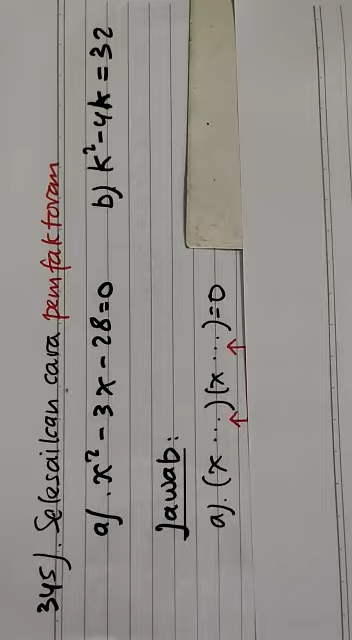 345). Selesaikan cara pemfaktoran
a). x² - 3x - 28 = 0 b) k² - 4k = 32
Jawab:
a). (x ...)(x ...) = 0